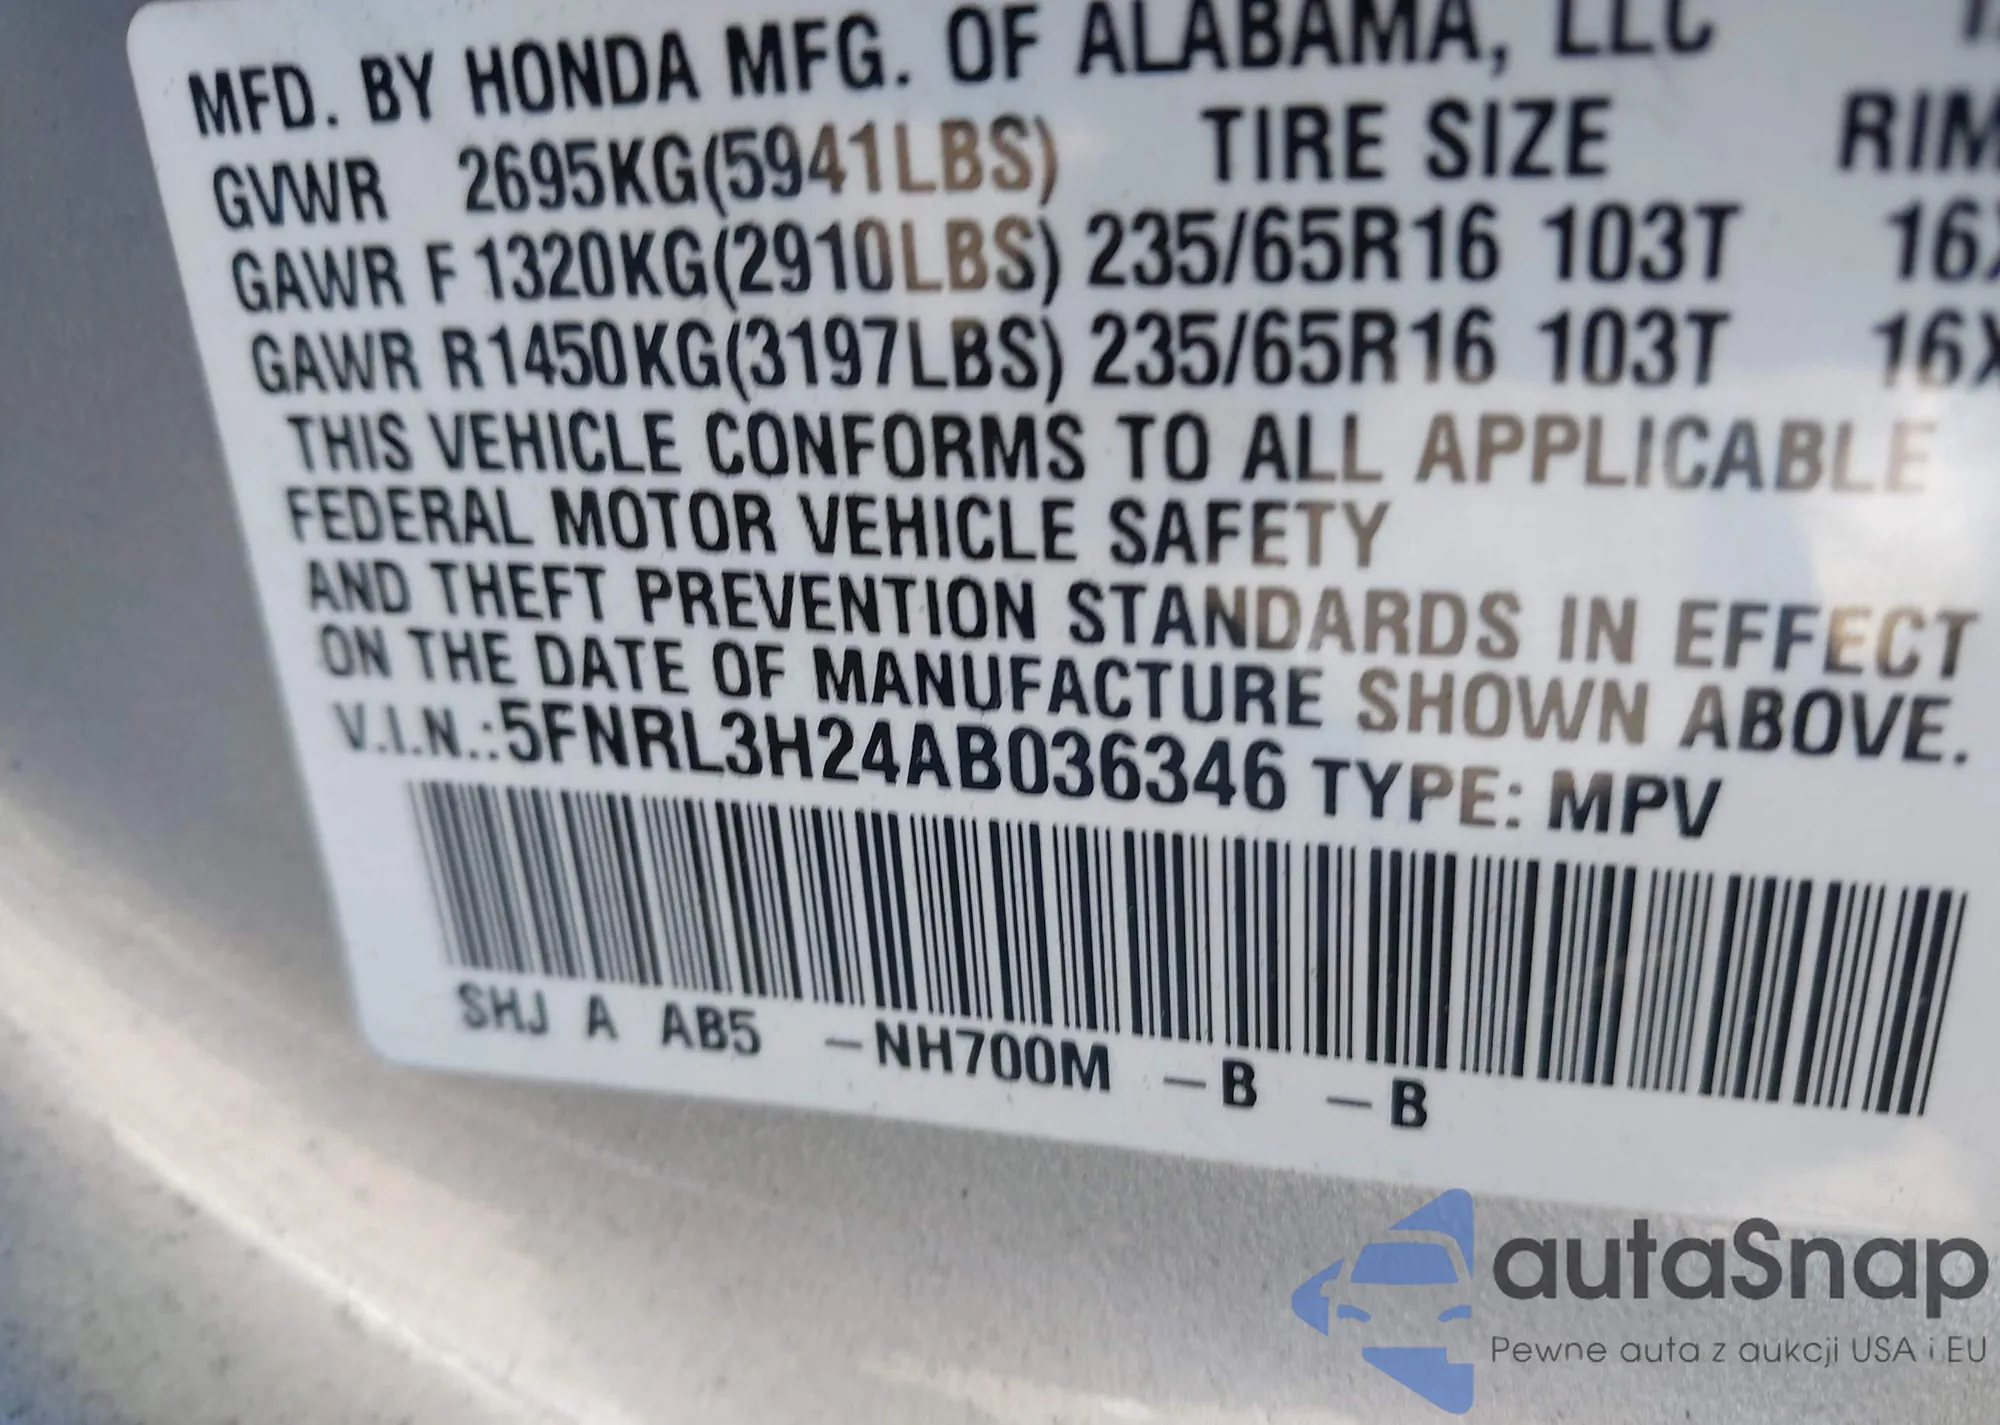 MFD. BY HONDA MFG. OF ALABAMA, LLC
GVWR 2695KG(5941LBS) TIRE SIZE RIM
GAWR F 1320KG(2910LBS) 235/65R16 103T 16X
GAWR R1450KG(3197LBS) 235/65R16 103T 16X
THIS VEHICLE CONFORMS TO ALL APPLICABLE
FEDERAL MOTOR VEHICLE SAFETY
AND THEFT PREVENTION STANDARDS IN EFFECT
ON THE DATE OF MANUFACTURE SHOWN ABOVE.
V.I.N.:5FNRL3H24AB036346 TYPE: MPV
SHJ A AB5 -NH700M -B -B
autaSnap
Pewne auta z aukcji USA i EU